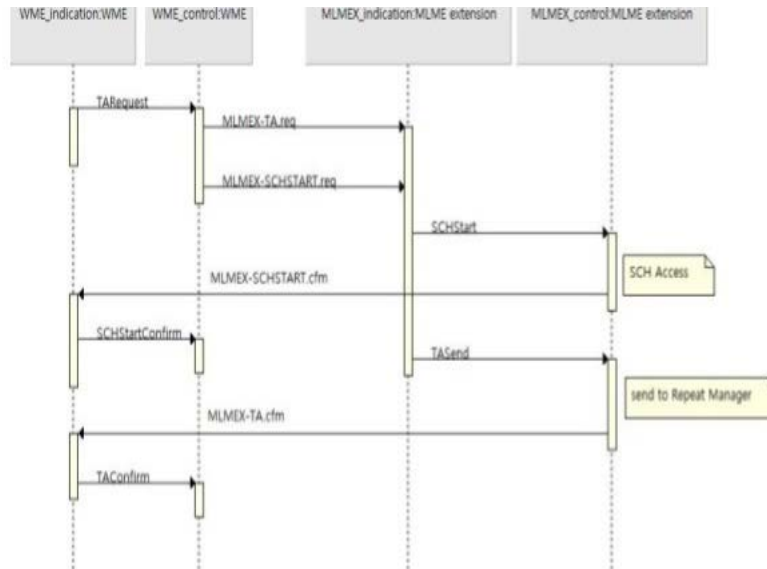 WME_indication:WME
WME_control:WME
MLMEX_indication:MLME extension
MLMEX_control:MLME extension
TARequest
MLMEX-TA.req
MLMEX-SCHSTART.req
SCHStart
SCH Access
MLMEX-SCHSTART.cfm
SCHStartConfirm
TASend
send to Repeat Manager
MLMEX-TA.cfm
TAConfirm